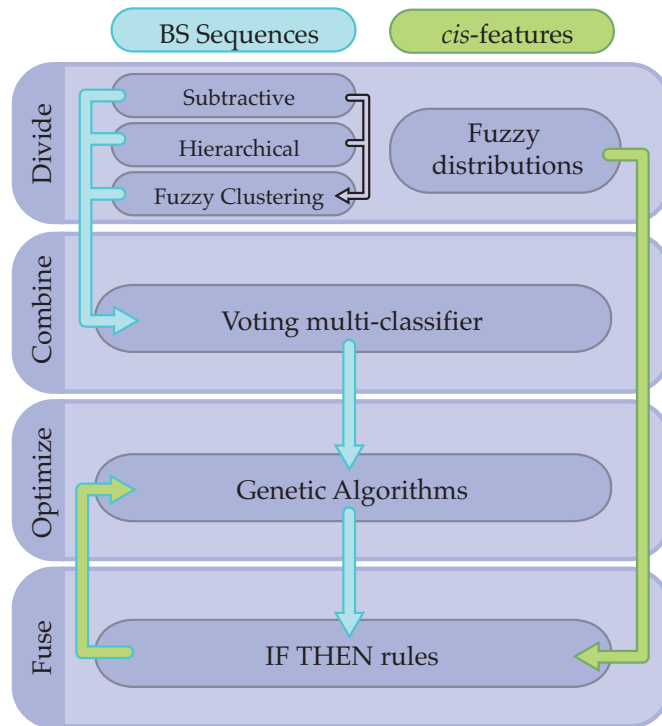 BS Sequences
cis-features
Divide
Subtractive
Hierarchical
Fuzzy Clustering
Fuzzy
distributions
Combine
Voting multi-classifier
Optimize
Genetic Algorithms
Fuse
IF THEN rules